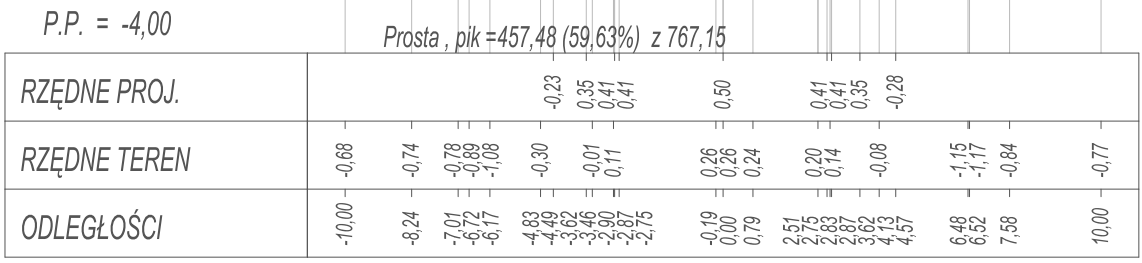 P.P. = -4,00
Prosta , pik =457,48 (59,63%) z 767,15
RZĘDNE PROJ. -0,23 0,35 0,41 0,41 0,50 0,41 0,41 0,35 -0,28
RZĘDNE TEREN -0,68 -0,74 -0,78 -0,89 -1,08 -0,30 -0,01 0,11 0,26 0,26 0,24 0,20 0,14 -0,08 -1,15 -1,17 -0,84 -0,77
ODLEGŁOŚCI -10,00 -8,24 -7,01 -6,72 -6,17 -4,83 -4,49 -3,62 -3,46 -2,90 -2,87 -2,75 -0,19 0,00 0,79 2,51 2,75 2,83 2,87 3,62 4,13 4,57 6,48 6,52 7,58 10,00